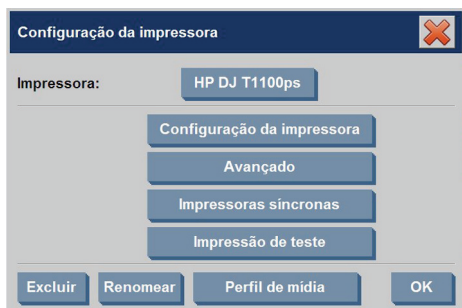 Configuração da impressora
Impressora: HP DJ T1100ps
Configuração da impressora
Avançado
Impressoras síncronas
Impressão de teste
Excluir Renomear Perfil de mídia OK